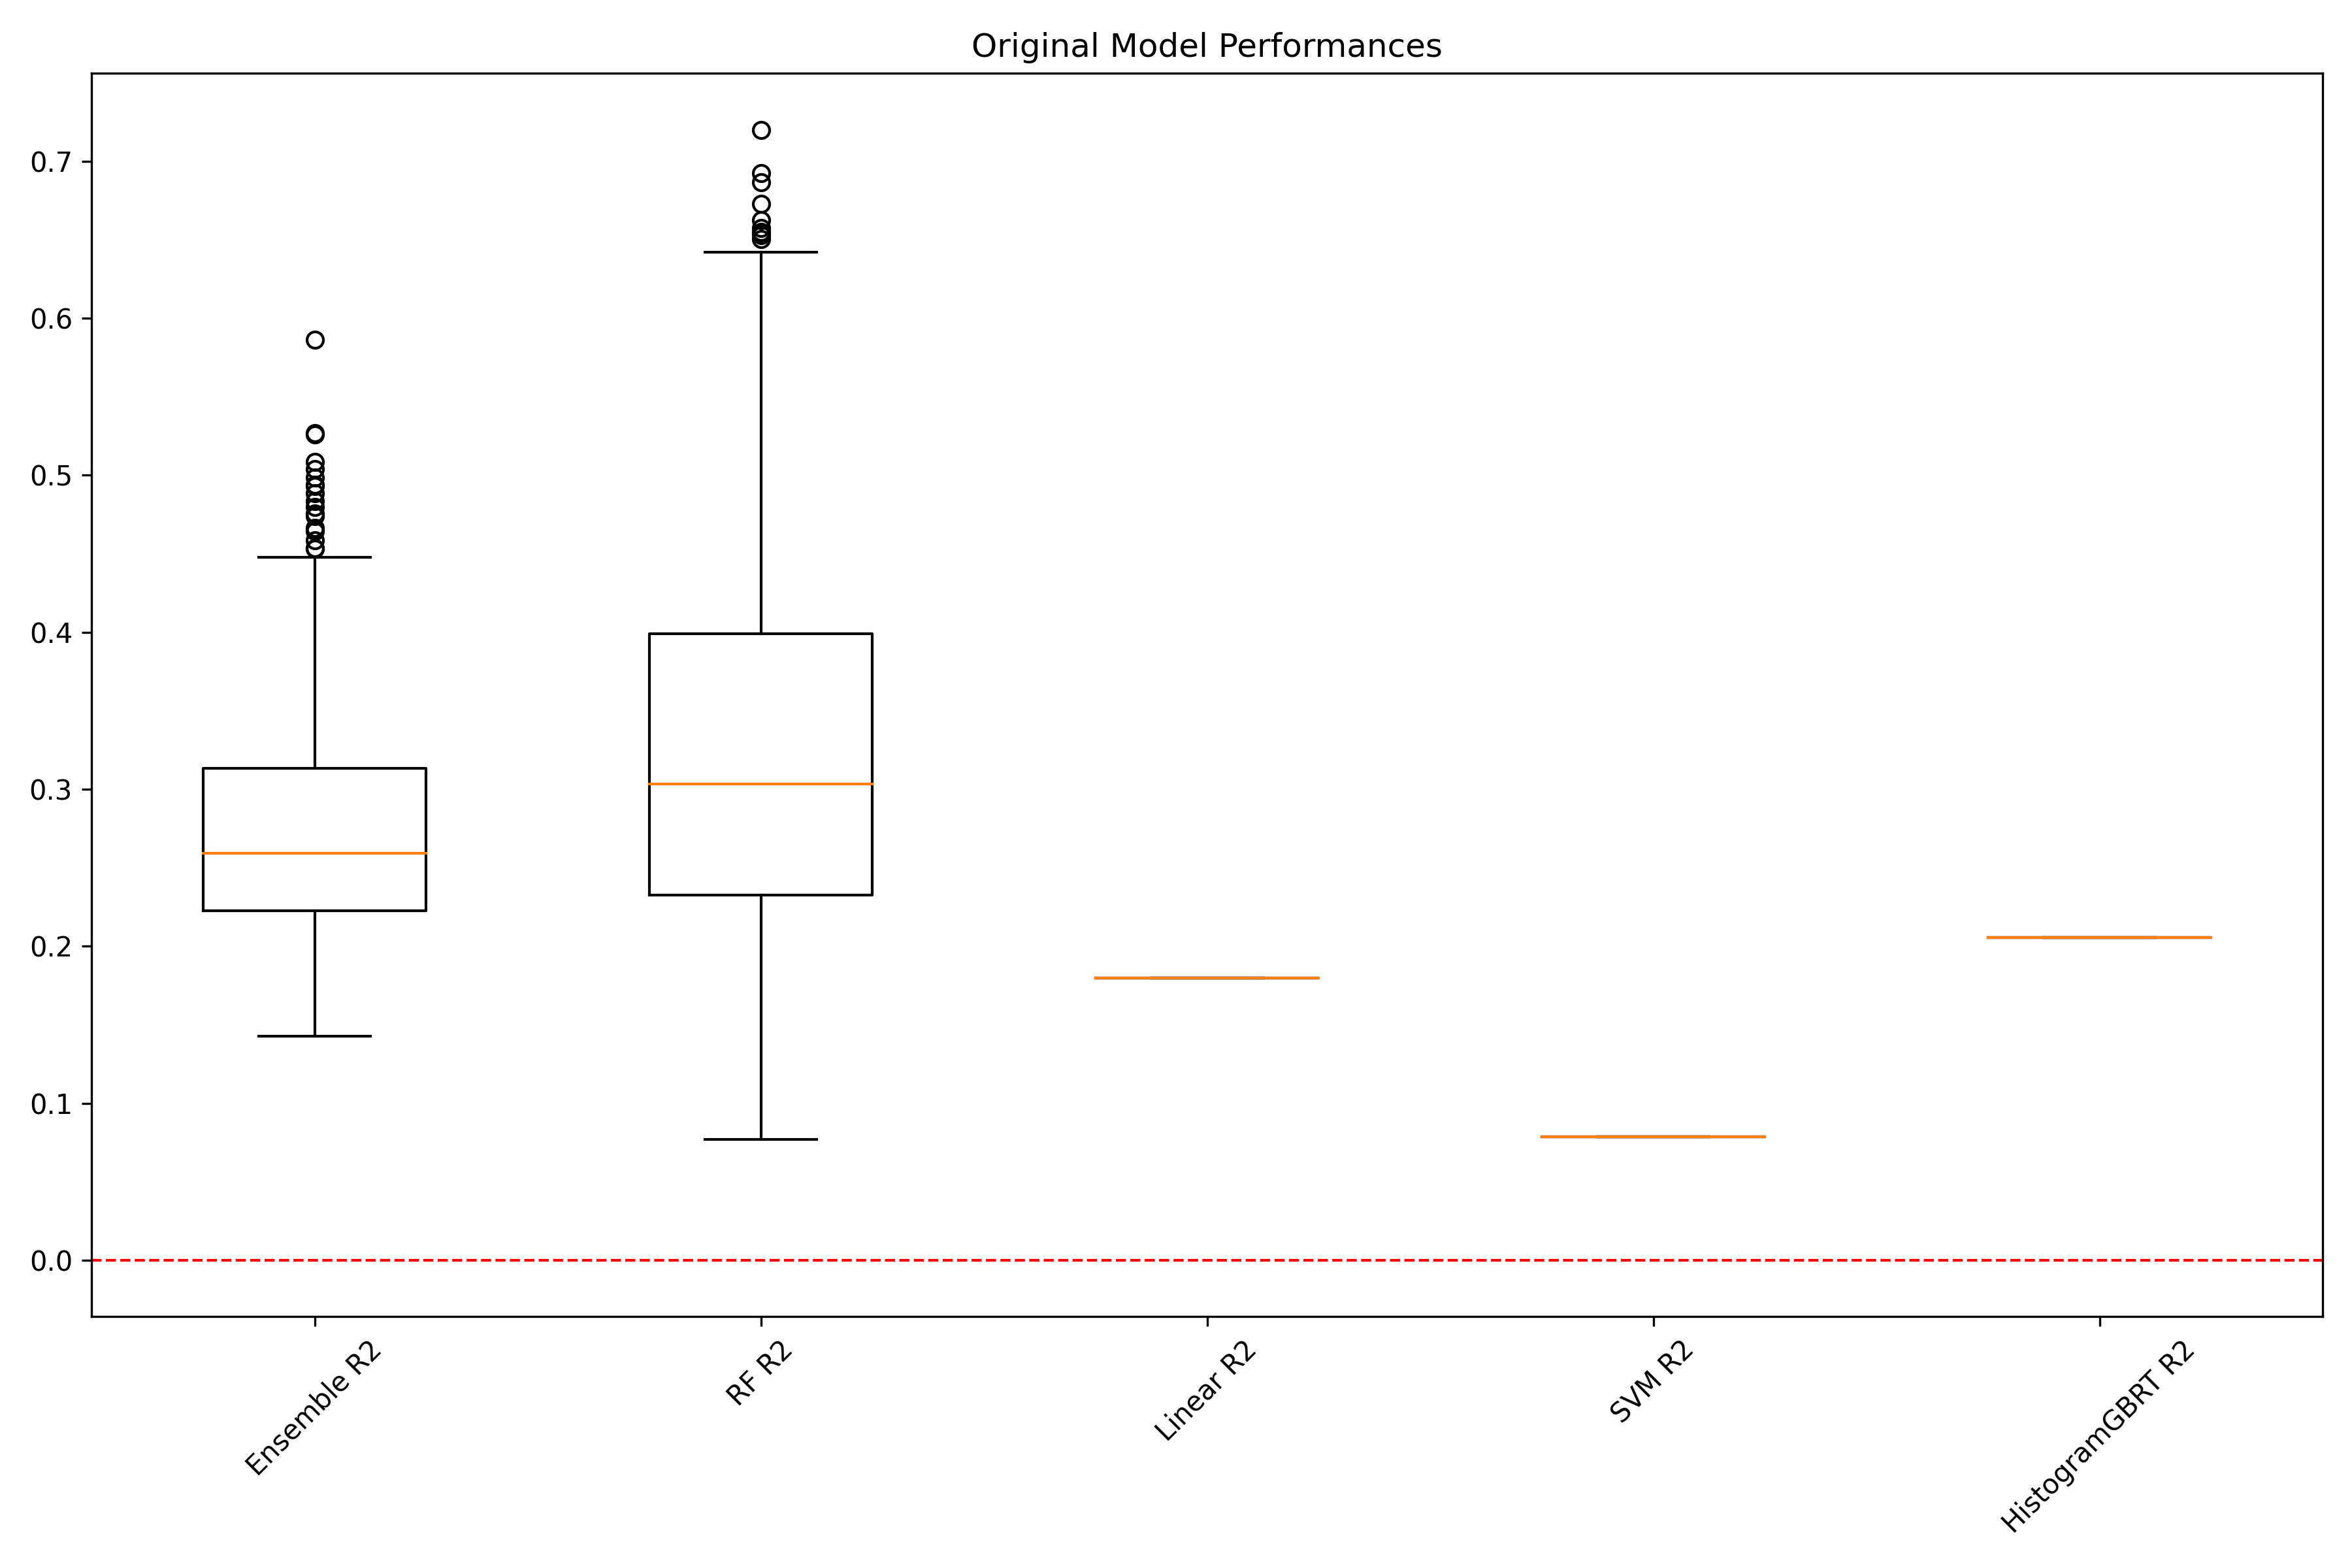 Original Model Performances
0.7
0.6
0.5
0.4
0.3
0.2
0.1
0.0
Ensemble R2
RF R2
Linear R2
SVM R2
HistogramGBRT R2